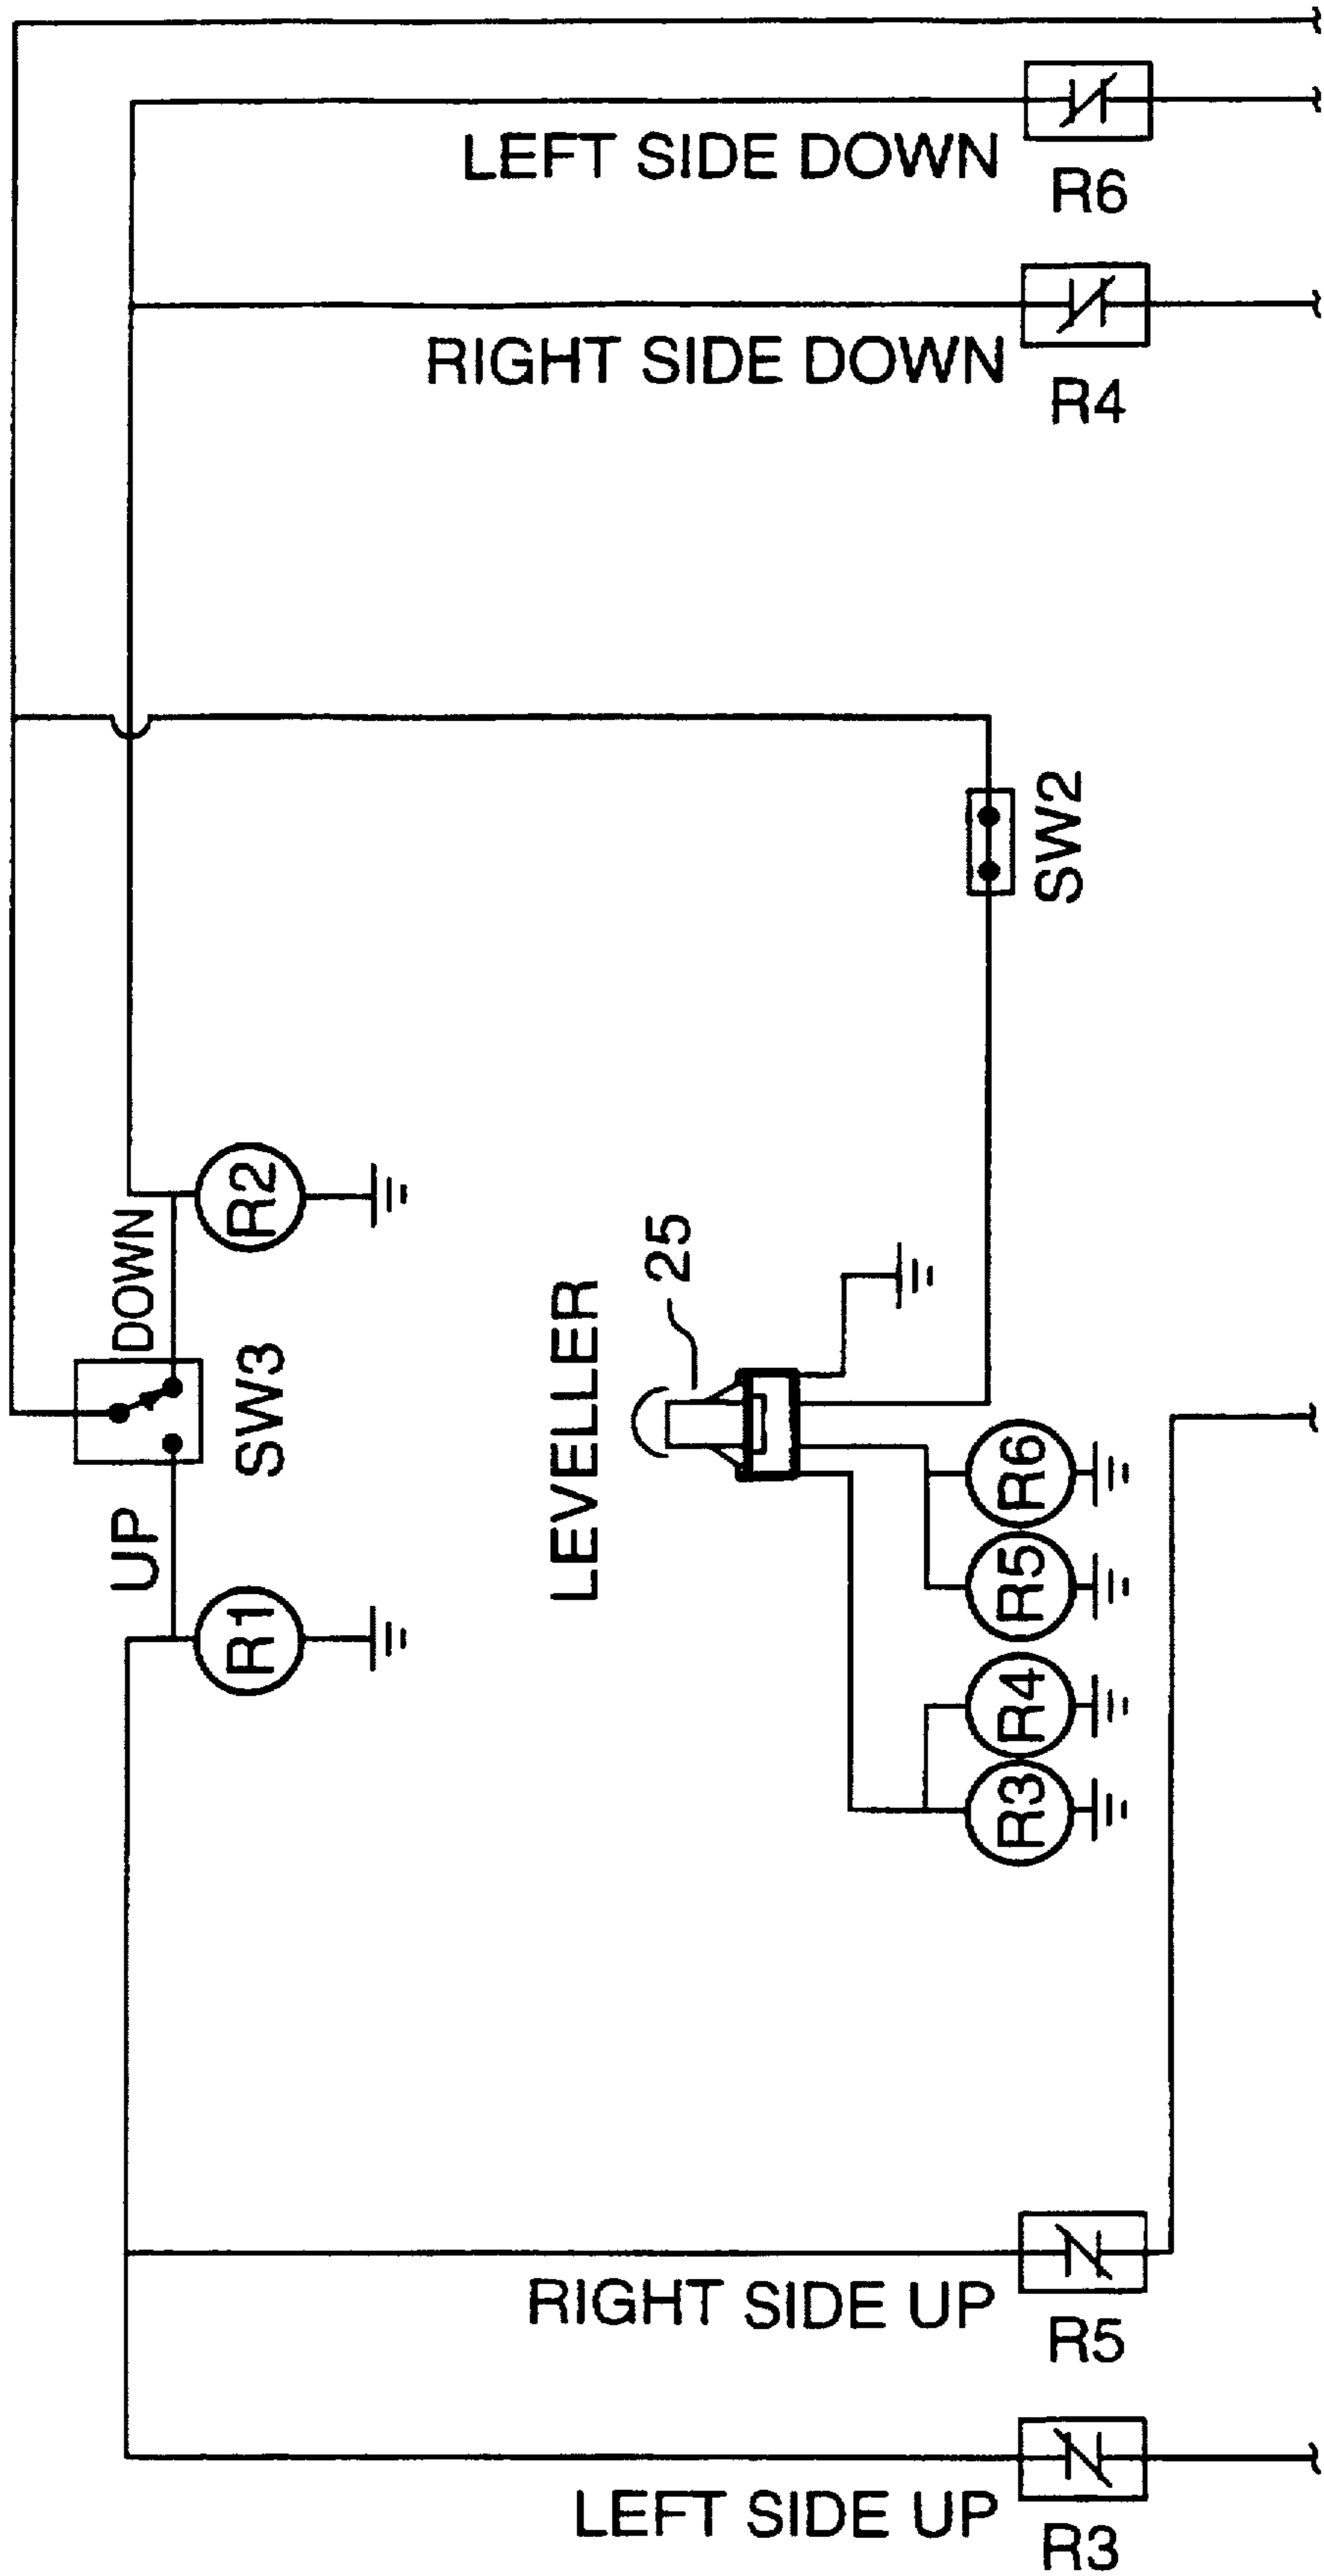 LEFT SIDE DOWN
R6
RIGHT SIDE DOWN
R4
SW2
DOWN
R2
SW3
UP
R1
LEVELLER
25
R6
R5
R4
R3
RIGHT SIDE UP
R5
LEFT SIDE UP
R3